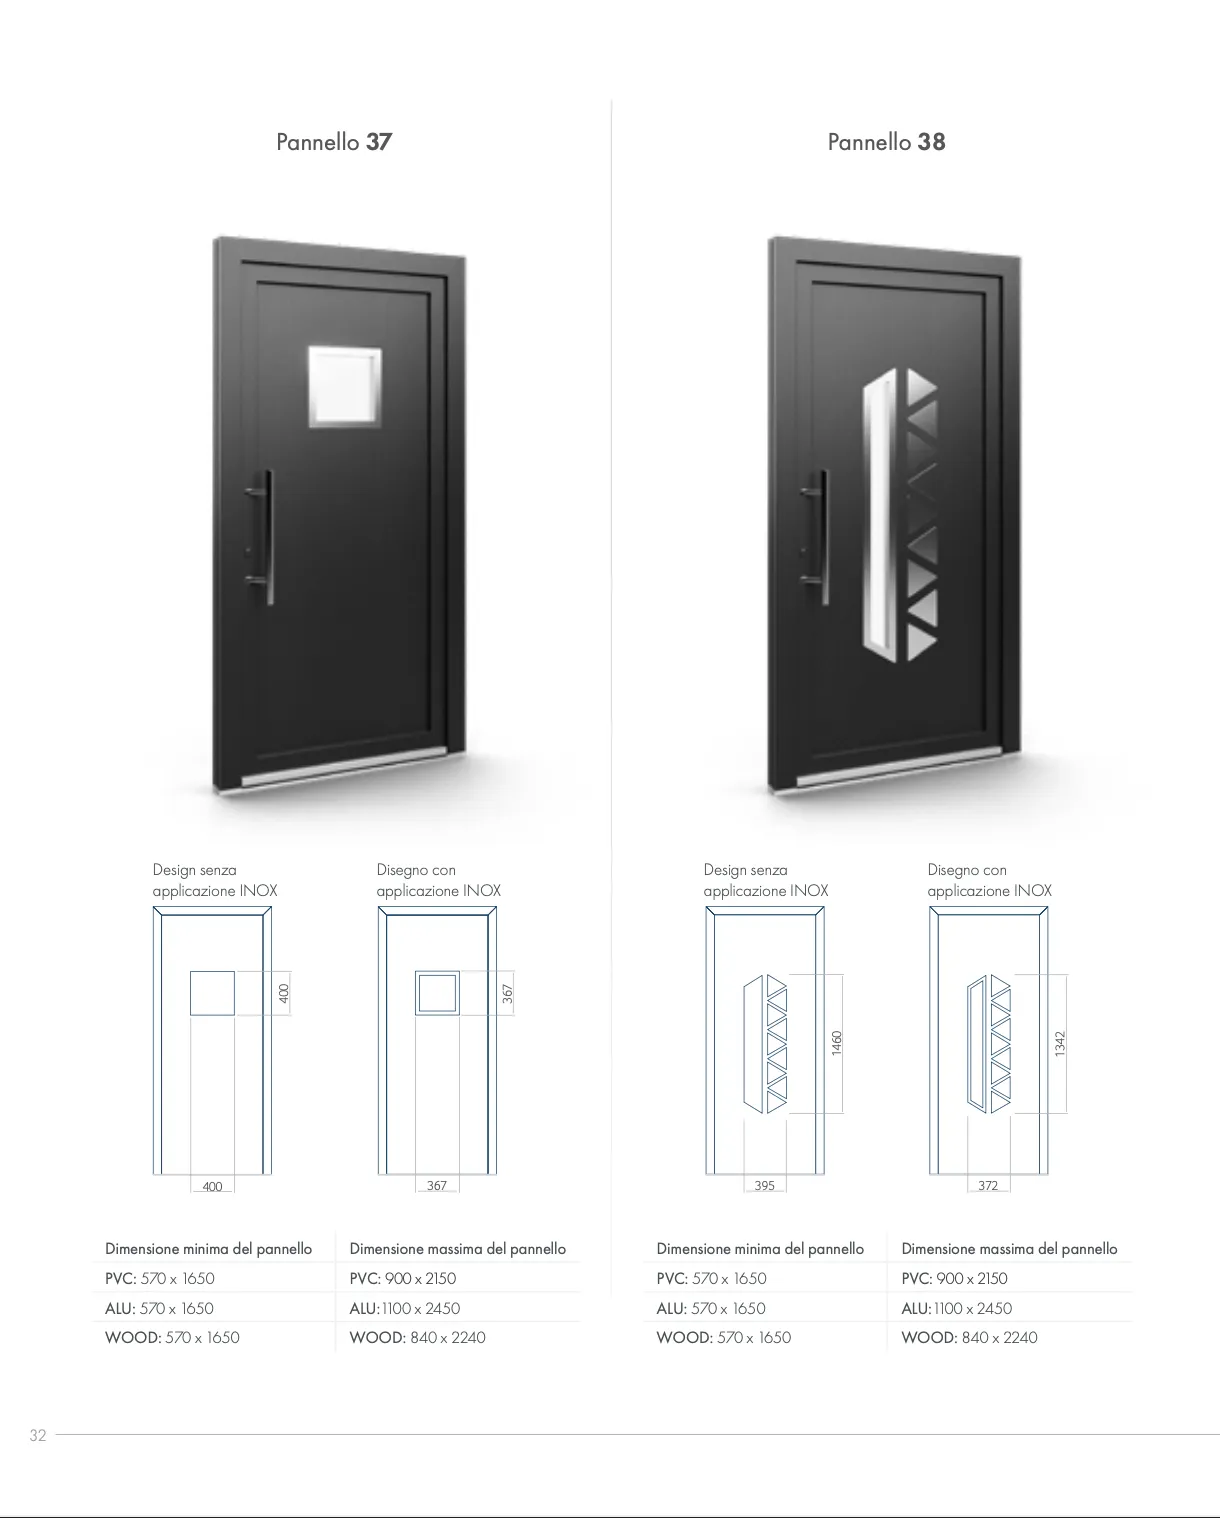 Pannello 37
Pannello 38
Design senza
applicazione INOX
Disegno con
applicazione INOX
400
400
367
367
Design senza
applicazione INOX
Disegno con
applicazione INOX
1460
395
1342
372
Dimensione minima del pannello
Dimensione massima del pannello
PVC: 570 x 1650
PVC: 900 x 2150
ALU: 570 x 1650
ALU:1100 x 2450
WOOD: 570 x 1650
WOOD: 840 x 2240
Dimensione minima del pannello
Dimensione massima del pannello
PVC: 570 x 1650
PVC: 900 x 2150
ALU: 570 x 1650
ALU:1100 x 2450
WOOD: 570 x 1650
WOOD: 840 x 2240
32